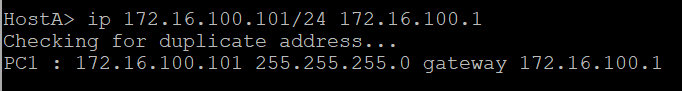 HostA> ip 172.16.100.101/24 172.16.100.1
Checking for duplicate address...
PC1 : 172.16.100.101 255.255.255.0 gateway 172.16.100.1